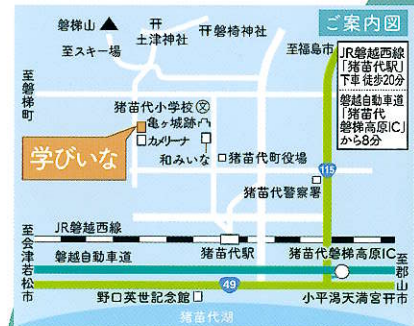 ご案内図
磐梯山
土津神社
磐椅神社
至スキー場
至福島市
JR磐越西線
「猪苗代駅」
下車 徒歩20分
磐越自動車道
「猪苗代
磐梯高原IC」
から8分
至磐梯町
猪苗代小学校 文
亀ヶ城跡
カメリーナ
学びいな
和みいな
猪苗代町役場
115
猪苗代警察署
JR磐越西線
猪苗代駅
猪苗代磐梯高原IC
磐越自動車道
至会津若松市
至郡山市
49
野口英世記念館
小平潟天満宮
猪苗代湖